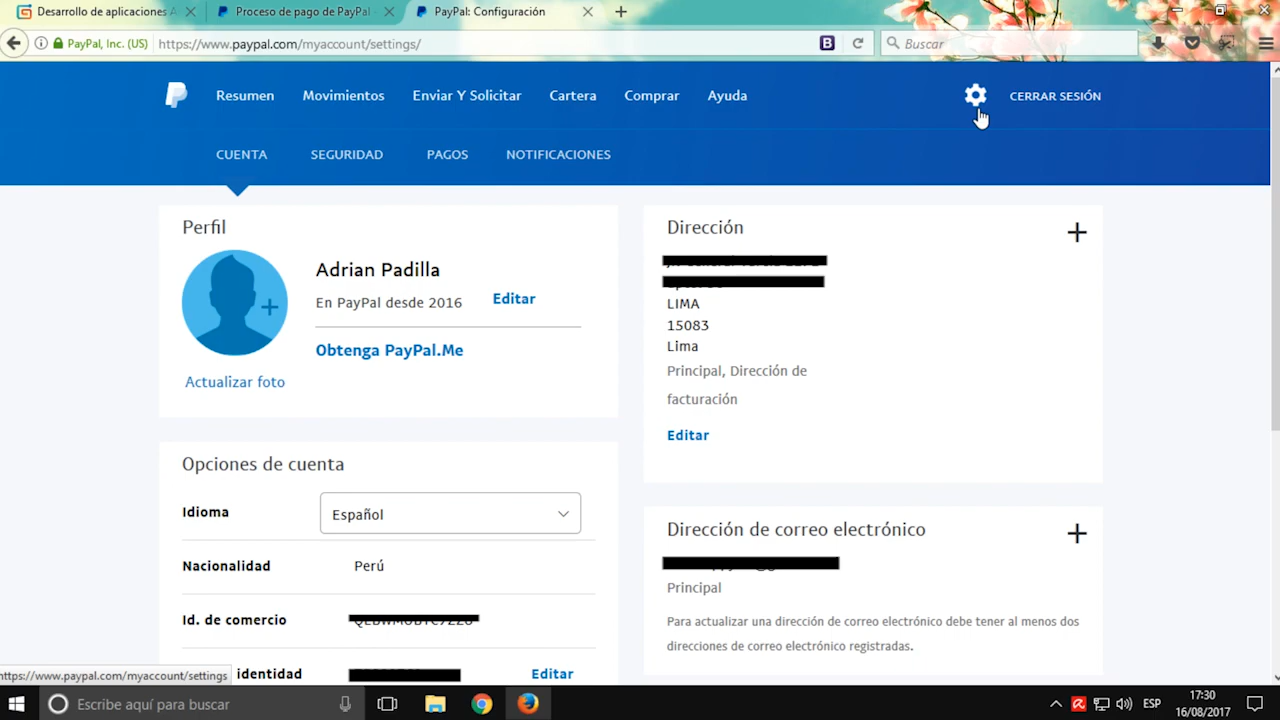 Desarrollo de aplicaciones A
Proceso de pago de PayPal
PayPal: Configuración
PayPal, Inc. (US)
https://www.paypal.com/myaccount/settings/
B
Buscar
Resumen
Movimientos
Enviar Y Solicitar
Cartera
Comprar
Ayuda
CERRAR SESIÓN
CUENTA
SEGURIDAD
PAGOS
NOTIFICACIONES
Perfil
Adrian Padilla
En PayPal desde 2016
Editar
Obtenga PayPal.Me
Actualizar foto
Dirección
LIMA
15083
Lima
Principal, Dirección de
facturación
Editar
Opciones de cuenta
Idioma
Español
Nacionalidad
Perú
Id. de comercio
identidad
Editar
Dirección de correo electrónico
Principal
Para actualizar una dirección de correo electrónico debe tener al menos dos
direcciones de correo electrónico registradas.
https://www.paypal.com/myaccount/settings
Escribe aquí para buscar
ESP
17:30
16/08/2017